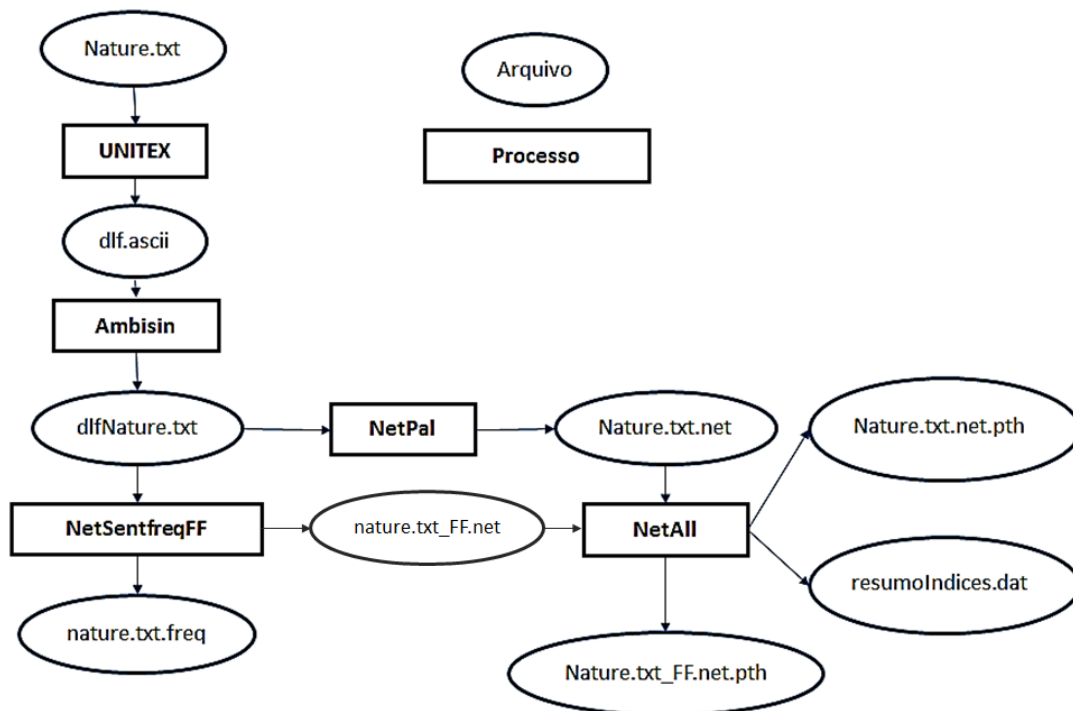 Nature.txt
Arquivo
UNITEX
Processo
dlf.ascii
Ambisin
dlfNature.txt
NetPal
Nature.txt.net
Nature.txt.net.pth
NetSentfreqFF
nature.txt_FF.net
NetAll
resumoIndices.dat
nature.txt.freq
Nature.txt_FF.net.pth